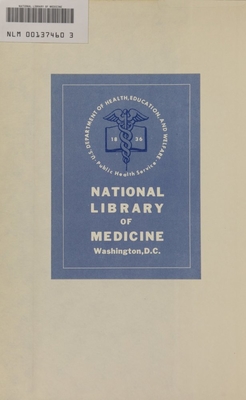 NATIONAL LIBRARY OF MEDICINE
NLM 00137460 3
U.S. DEPARTMENT OF HEALTH, EDUCATION, AND WELFARE
Public Health Service
18 36
NATIONAL
LIBRARY
OF
MEDICINE
Washington, D.C.